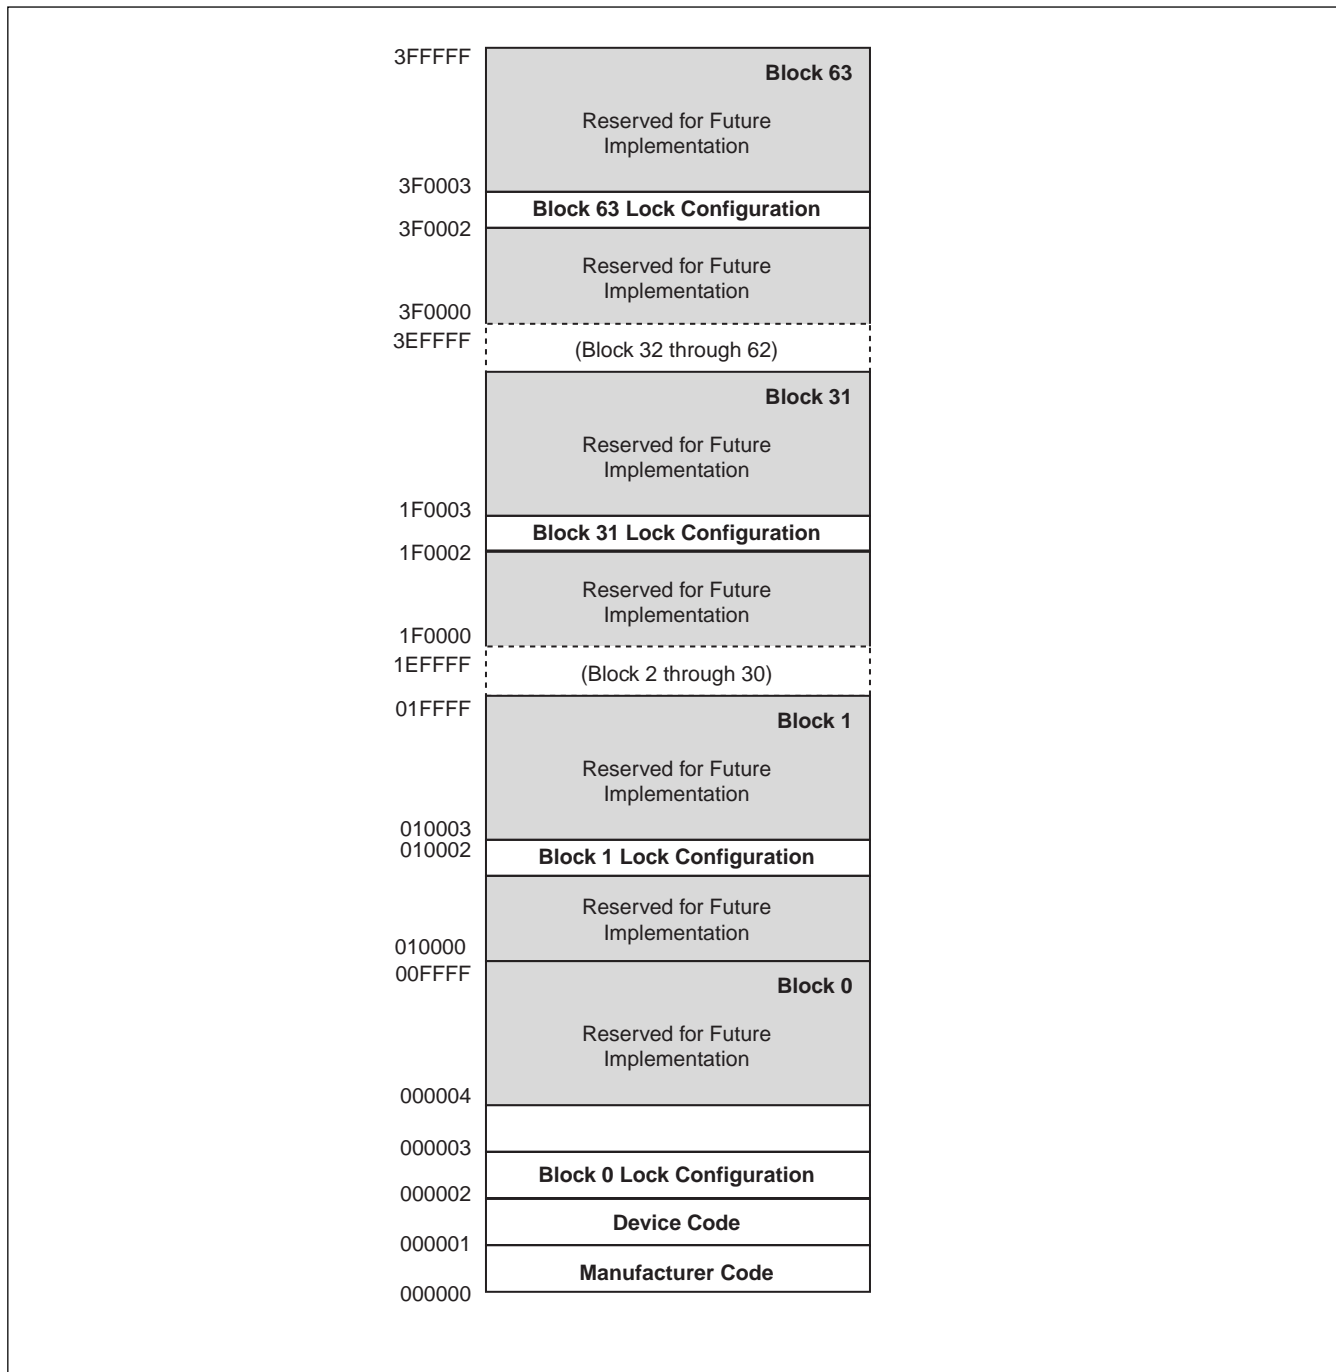 3FFFFF
Block 63
Reserved for Future
Implementation
3F0003
Block 63 Lock Configuration
3F0002
Reserved for Future
Implementation
3F0000
3EFFFF
(Block 32 through 62)
Block 31
Reserved for Future
Implementation
1F0003
Block 31 Lock Configuration
1F0002
Reserved for Future
Implementation
1F0000
1EFFFF
(Block 2 through 30)
01FFFF
Block 1
Reserved for Future
Implementation
010003
010002
Block 1 Lock Configuration
Reserved for Future
Implementation
010000
00FFFF
Block 0
Reserved for Future
Implementation
000004
000003
Block 0 Lock Configuration
000002
Device Code
000001
Manufacturer Code
000000